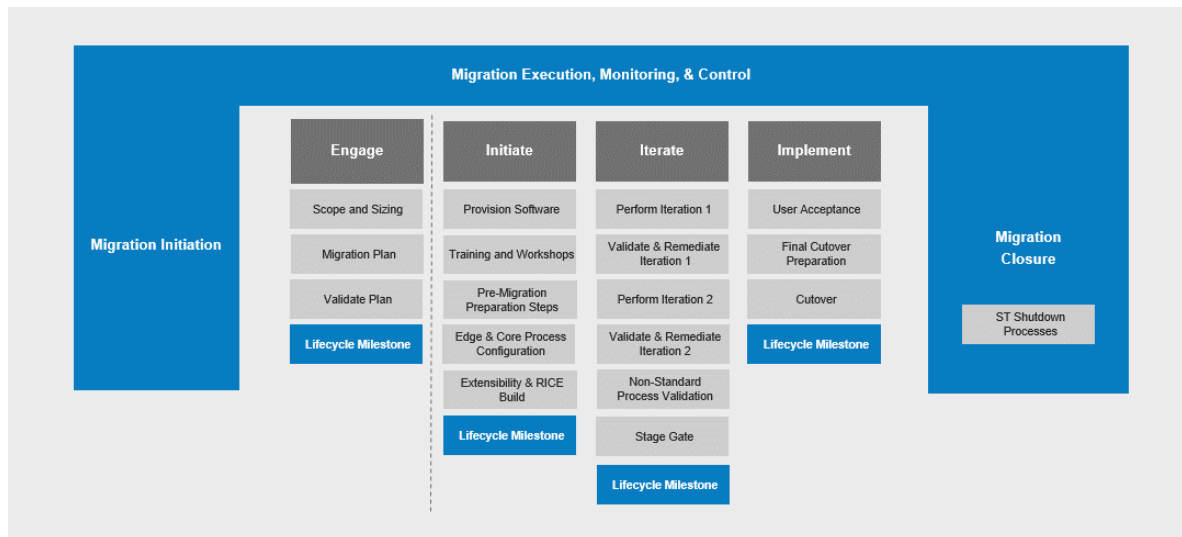 Migration Execution, Monitoring, & Control
Migration Initiation
Engage
Scope and Sizing
Migration Plan
Validate Plan
Lifecycle Milestone
Initiate
Provision Software
Training and Workshops
Pre-Migration
Preparation Steps
Edge & Core Process
Configuration
Extensibility & RICE
Build
Lifecycle Milestone
Iterate
Perform Iteration 1
Validate & Remediate
Iteration 1
Perform Iteration 2
Validate & Remediate
Iteration 2
Non-Standard
Process Validation
Stage Gate
Lifecycle Milestone
Implement
User Acceptance
Final Cutover
Preparation
Cutover
Lifecycle Milestone
Migration
Closure
ST Shutdown
Processes